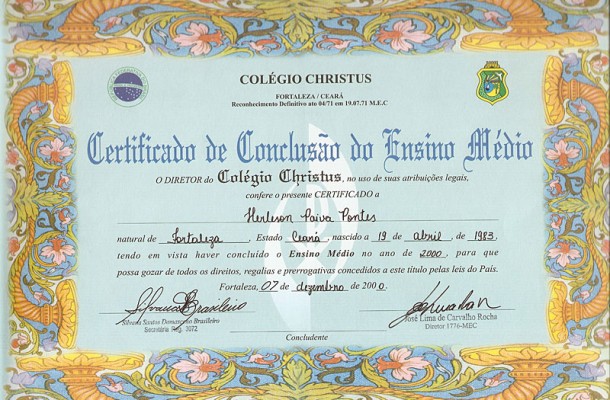 COLÉGIO CHRISTUS
FORTALEZA / CEARÁ
Reconhecimento Definitivo ato 04/71 em 19.07.71 M.E.C
Certificado de Conclusão do Ensino Médio
O DIRETOR do Colégio Christus, no uso de suas atribuições legais,
confere o presente CERTIFICADO a
Herleson Paiva Pontes
natural de Fortaleza, Estado Ceará nascido a 19 de abril, de 1983,
tendo em vista haver concluído o Ensino Médio no ano de 2000, para que
possa gozar de todos os direitos, regalias e prerrogativas concedidos a este título pelas leis do País.
Fortaleza, 07 de dezembro de 2000.
Silvana Brasileiro
Silvana Santos Brasileiro
Secretária Reg. 3072
José Lima de Carvalho Rocha
Diretor 1776-MEC
Concludente